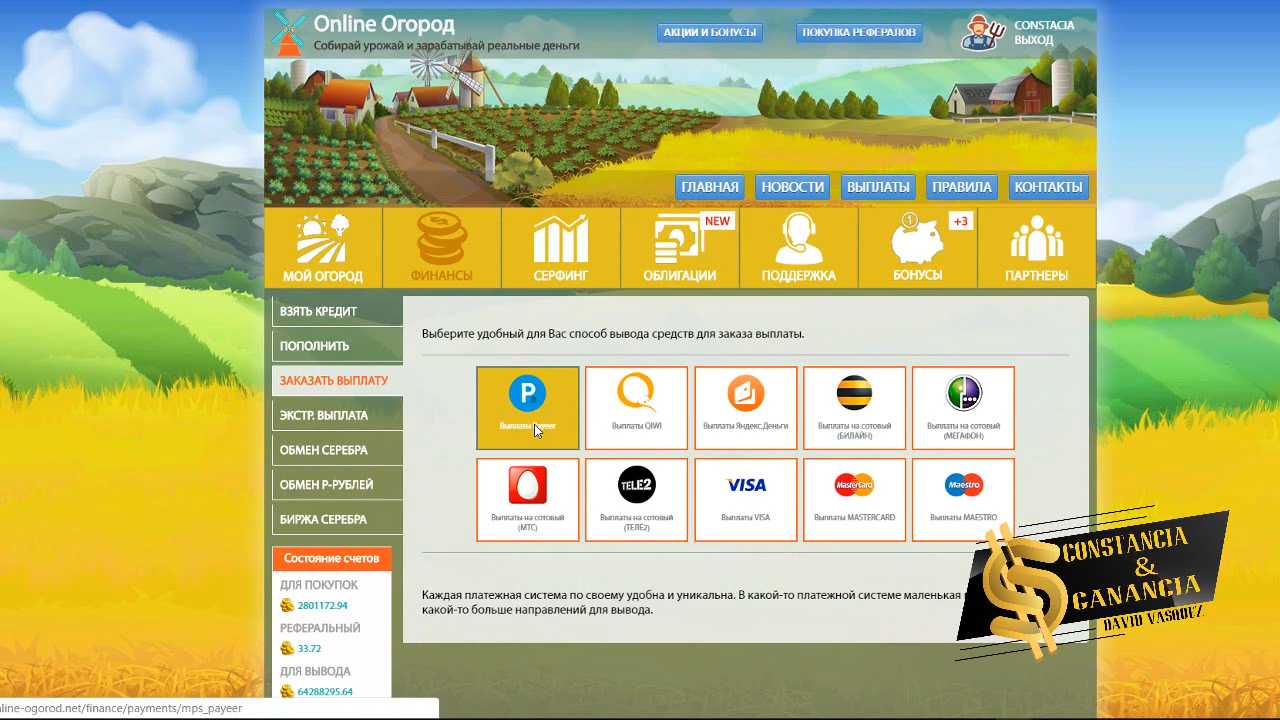 Online Огород
Собирай урожай и зарабатывай реальные деньги
АКЦИИ И БОНУСЫ
ПОКУПКА РЕФЕРАЛОВ
CONSTACIA
ВЫХОД
ГЛАВНАЯ
НОВОСТИ
ВЫПЛАТЫ
ПРАВИЛА
КОНТАКТЫ
МОЙ ОГОРОД
ФИНАНСЫ
СЕРФИНГ
NEW
ОБЛИГАЦИИ
ПОДДЕРЖКА
1
+3
БОНУСЫ
ПАРТНЕРЫ
ВЗЯТЬ КРЕДИТ
ПОПОЛНИТЬ
ЗАКАЗАТЬ ВЫПЛАТУ
ЭКСТР. ВЫПЛАТА
ОБМЕН СЕРЕБРА
ОБМЕН Р-РУБЛЕЙ
БИРЖА СЕРЕБРА
Состояние счетов
ДЛЯ ПОКУПОК
2801172.94
РЕФЕРАЛЬНЫЙ
33.72
ДЛЯ ВЫВОДА
64288295.64
Выберите удобный для Вас способ вывода средств для заказа выплаты.
P
Выплаты
Выплаты QIWI
Выплаты Яндекс.Деньги
Выплаты на сотовый
(БИЛАЙН)
Выплаты на сотовый
(МЕГАФОН)
Выплаты на сотовый
(МТС)
TELE2
Выплаты на сотовый
(ТЕЛЕ2)
VISA
Выплаты VISA
MasterCard
Выплаты MASTERCARD
Maestro
Выплаты MAESTRO
Каждая платежная система по своему удобна и уникальна. В какой-то платежной системе маленькая
какой-то больше направлений для вывода.
CONSTANCIA
&
GANANCIA
DAVID VASQUEZ
line-ogorod.net/finance/payments/mps_payeer